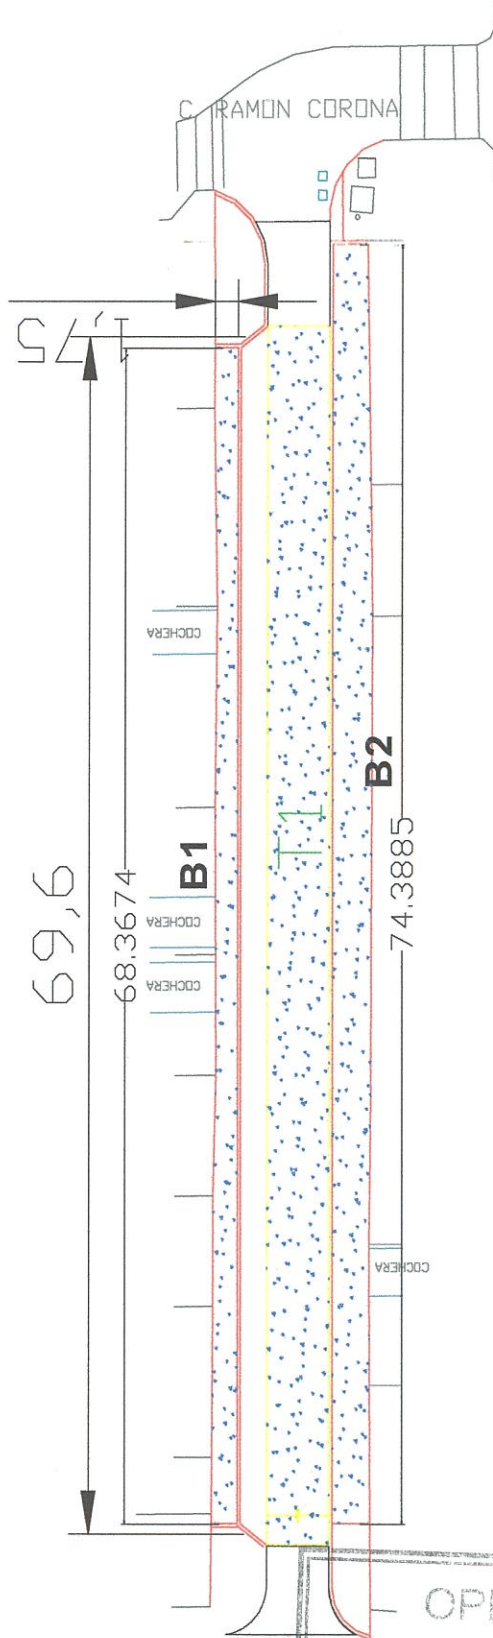 C. RAMON CORONA
1,75
COCHERA
B1
B2
T1
69,6
68.3674
74.3885
COCHERA
COCHERA
COCHERA